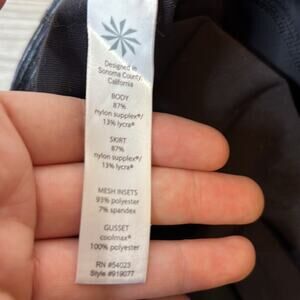 Designed in
Sonoma County,
California
BODY
87%
nylon supplex®/
13% lycra®
SKIRT
87%
nylon supplex®/
13% lycra®
MESH INSETS
93% polyester
7% spandex
GUSSET
coolmax®
100% polyester
RN #54023
Style #919077